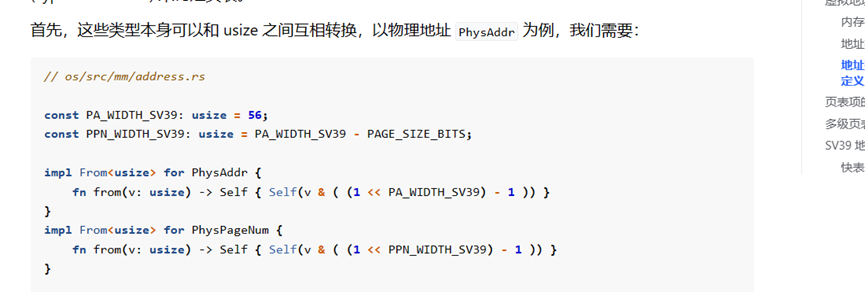 首先，这些类型本身可以和 usize 之间互相转换，以物理地址 PhysAddr 为例，我们需要：
// os/src/mm/address.rs
const PA_WIDTH_SV39: usize = 56;
const PPN_WIDTH_SV39: usize = PA_WIDTH_SV39 - PAGE_SIZE_BITS;
impl From<usize> for PhysAddr {
    fn from(v: usize) -> Self { Self(v & ( (1 << PA_WIDTH_SV39) - 1 )) }
}
impl From<usize> for PhysPageNum {
    fn from(v: usize) -> Self { Self(v & ( (1 << PPN_WIDTH_SV39) - 1 )) }
}
内存
地址
地址
定义
页表项的
多级页表
SV39 地
快表